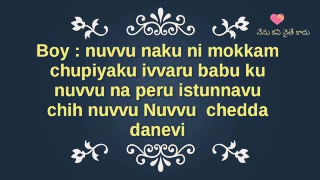 నేను కవి నైతే కాదు
Boy : nuvvu naku ni mokkam
chupiyaku ivvaru babu ku
nuvvu na peru istunnavu
chih nuvvu Nuvvu  chedda
danevi